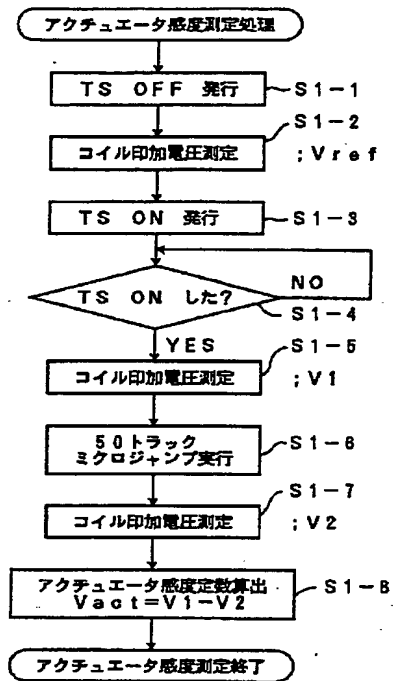 アクチュエータ感度測定処理
TS OFF 発行
S1-1
S1-2
コイル印加電圧測定
;Vref
TS ON 発行
S1-3
TS ON した?
NO
S1-4
YES
S1-5
コイル印加電圧測定
;V1
50トラック
ミクロジャンプ実行
S1-6
S1-7
コイル印加電圧測定
;V2
アクチュエータ感度定数算出
Vact=V1-V2
S1-8
アクチュエータ感度測定終了